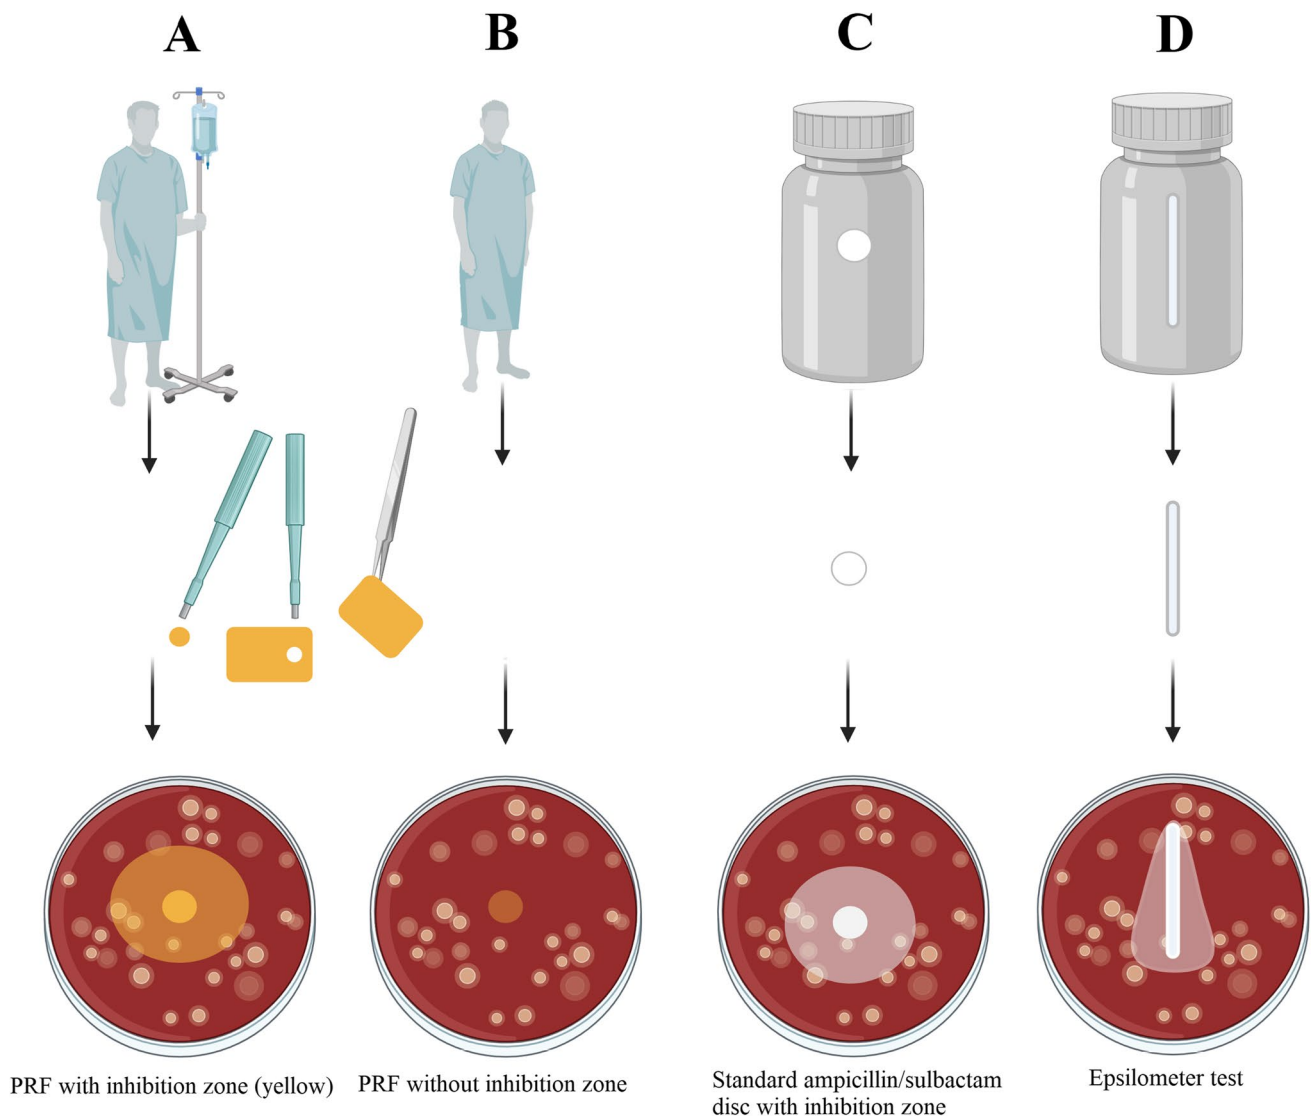 A
B
C
D
PRF with inhibition zone (yellow)
PRF without inhibition zone
Standard ampicillin/sulbactam
disc with inhibition zone
Epsilometer test